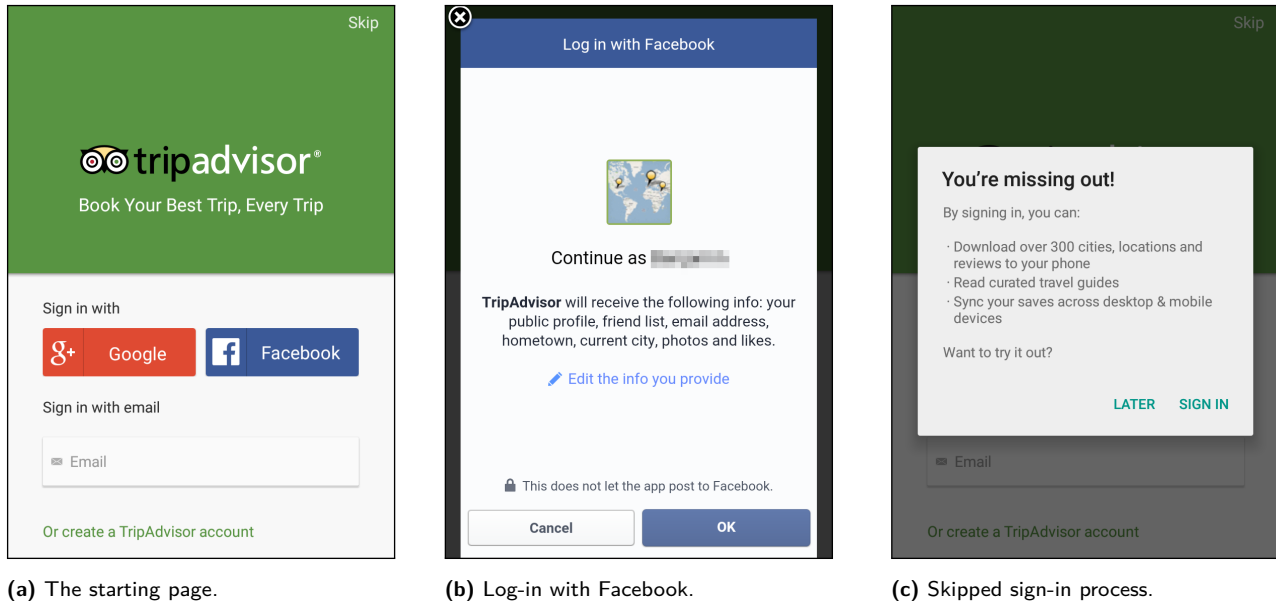 Skip
tripadvisor®
Book Your Best Trip, Every Trip
Sign in with
g+ Google
f Facebook
Sign in with email
Email
Or create a TripAdvisor account
(a) The starting page.
Log in with Facebook
Continue as
TripAdvisor will receive the following info: your
public profile, friend list, email address,
hometown, current city, photos and likes.
Edit the info you provide
This does not let the app post to Facebook.
Cancel
OK
(b) Log-in with Facebook.
Skip
You're missing out!
By signing in, you can:
· Download over 300 cities, locations and
reviews to your phone
· Read curated travel guides
· Sync your saves across desktop & mobile
devices
Want to try it out?
LATER
SIGN IN
Email
Or create a TripAdvisor account
(c) Skipped sign-in process.